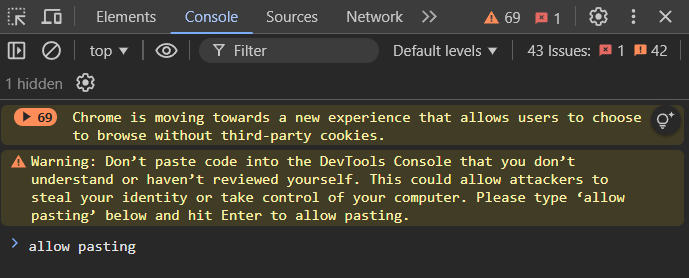 Elements Console Sources Network 69 1
top Filter Default levels 43 Issues: 1 42
1 hidden
69 Chrome is moving towards a new experience that allows users to choose
to browse without third-party cookies.
Warning: Don’t paste code into the DevTools Console that you don’t
understand or haven’t reviewed yourself. This could allow attackers to
steal your identity or take control of your computer. Please type ‘allow
pasting’ below and hit Enter to allow pasting.
allow pasting